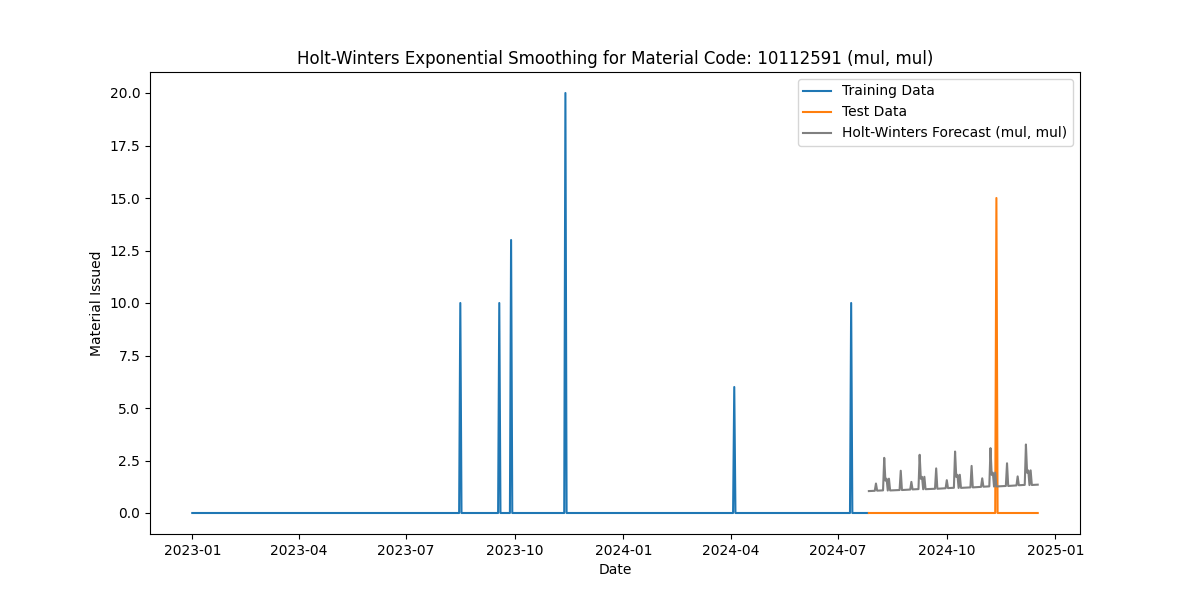 Holt-Winters Exponential Smoothing for Material Code: 10112591 (mul, mul)
Training Data
Test Data
Holt-Winters Forecast (mul, mul)
20.0
17.5
15.0
12.5
10.0
7.5
5.0
2.5
0.0
Material Issued
2023-01 2023-04 2023-07 2023-10 2024-01 2024-04 2024-07 2024-10 2025-01
Date